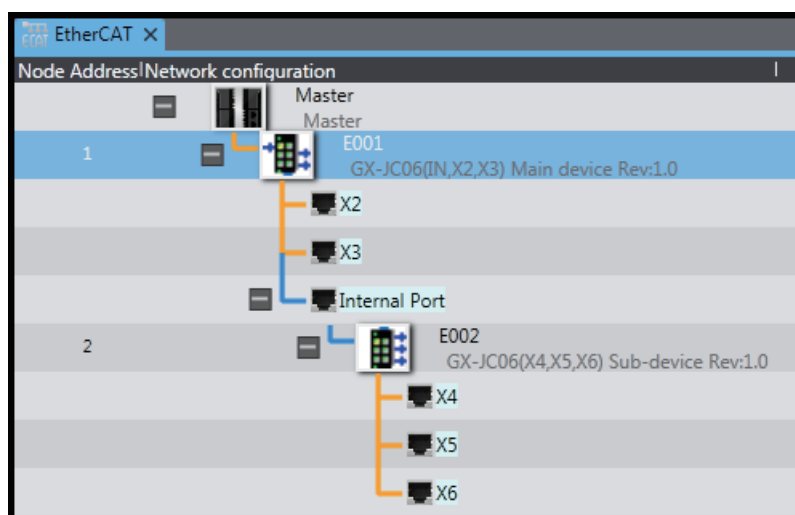 ECAT
EtherCAT ×
Node Address Network configuration
Master
Master
1
E001
GX-JC06(IN,X2,X3) Main device Rev:1.0
X2
X3
Internal Port
2
E002
GX-JC06(X4,X5,X6) Sub-device Rev:1.0
X4
X5
X6